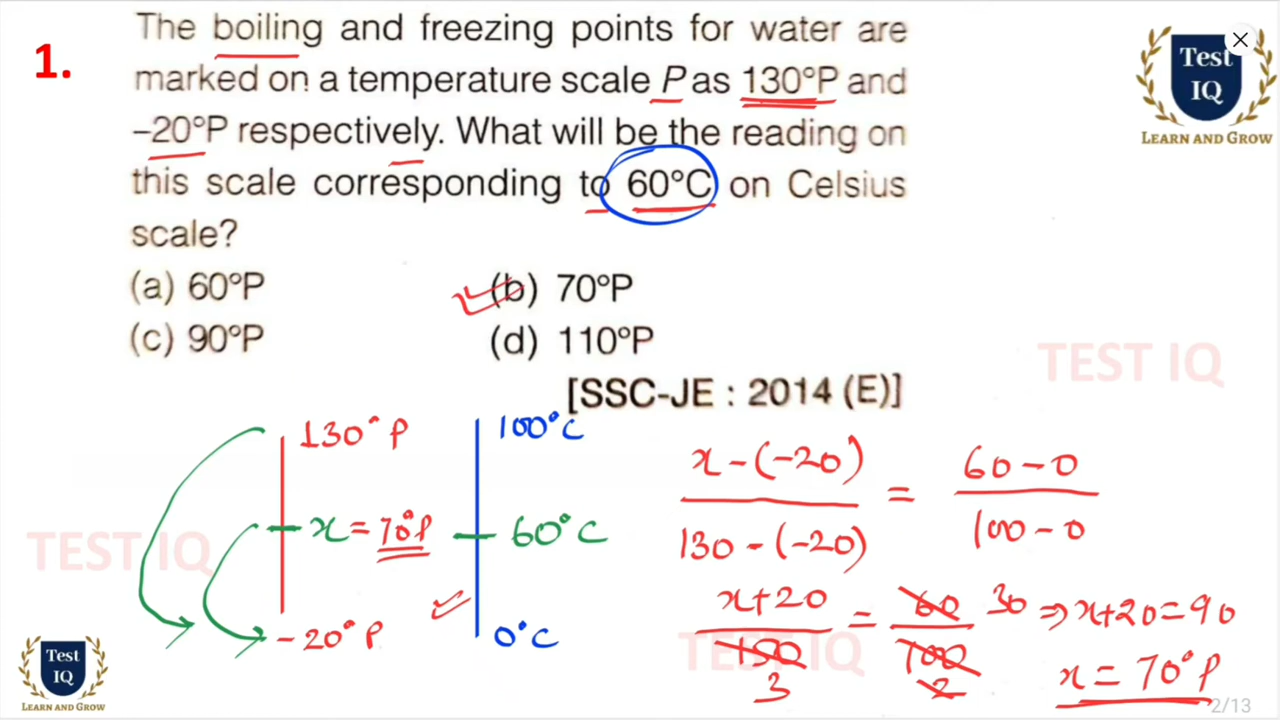 1.
The boiling and freezing points for water are
marked on a temperature scale P as 130°P and
–20°P respectively. What will be the reading on
this scale corresponding to 60°C on Celsius
scale?
(a) 60°P (b) 70°P
(c) 90°P (d) 110°P
[SSC-JE : 2014 (E)]
Test
IQ
LEARN AND GROW
TEST IQ
130°P 100°C
x = 70°P 60°C
-20°P 0°C
x-(-20) / 130-(-20) = 60-0 / 100-0
x+20 / 150 3 = 60 30 / 100 2 ⇒ x+20=90
x = 70°P
TEST IQ
TEST IQ
Test
IQ
LEARN AND GROW
2/13